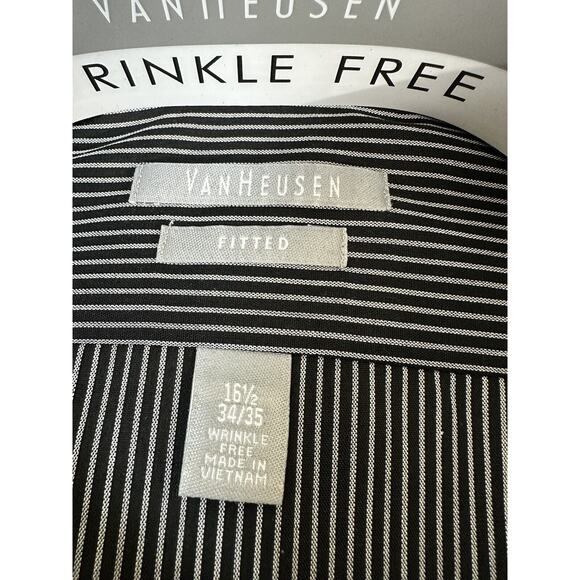 VANHEUSEN
RINKLE FREE
VANHEUSEN
FITTED
16½
34/35
WRINKLE
FREE
MADE IN
VIETNAM